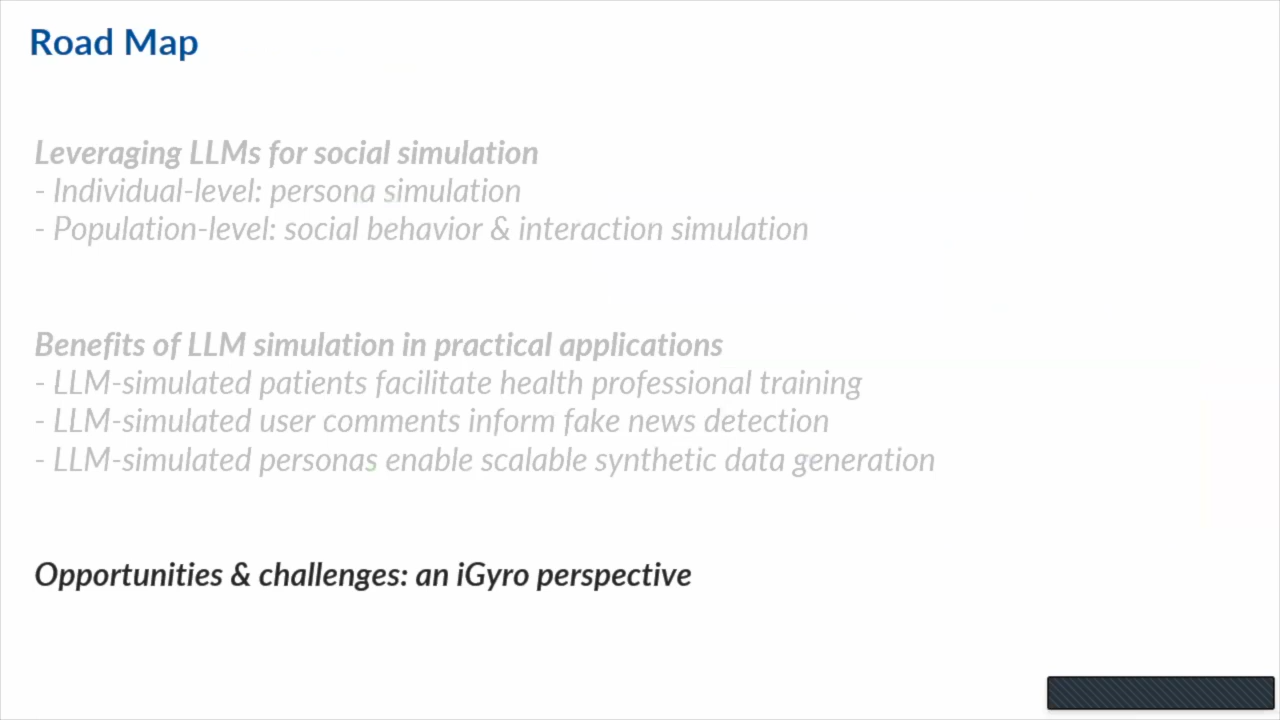 Road Map
Leveraging LLMs for social simulation
- Individual-level: persona simulation
- Population-level: social behavior & interaction simulation
Benefits of LLM simulation in practical applications
- LLM-simulated patients facilitate health professional training
- LLM-simulated user comments inform fake news detection
- LLM-simulated personas enable scalable synthetic data generation
Opportunities & challenges: an iGyro perspective